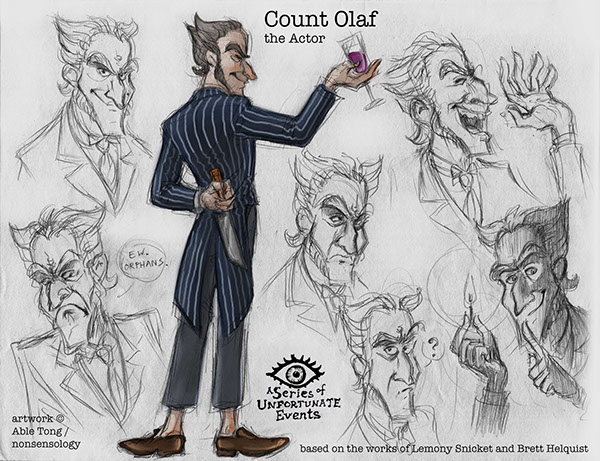 Count Olaf
the Actor
EW.
ORPHANS.
?
A SERIES of
UNFORTUNATE
EVENTS
artwork ©
Able Tong /
nonsensology
based on the works of Lemony Snicket and Brett Helquist